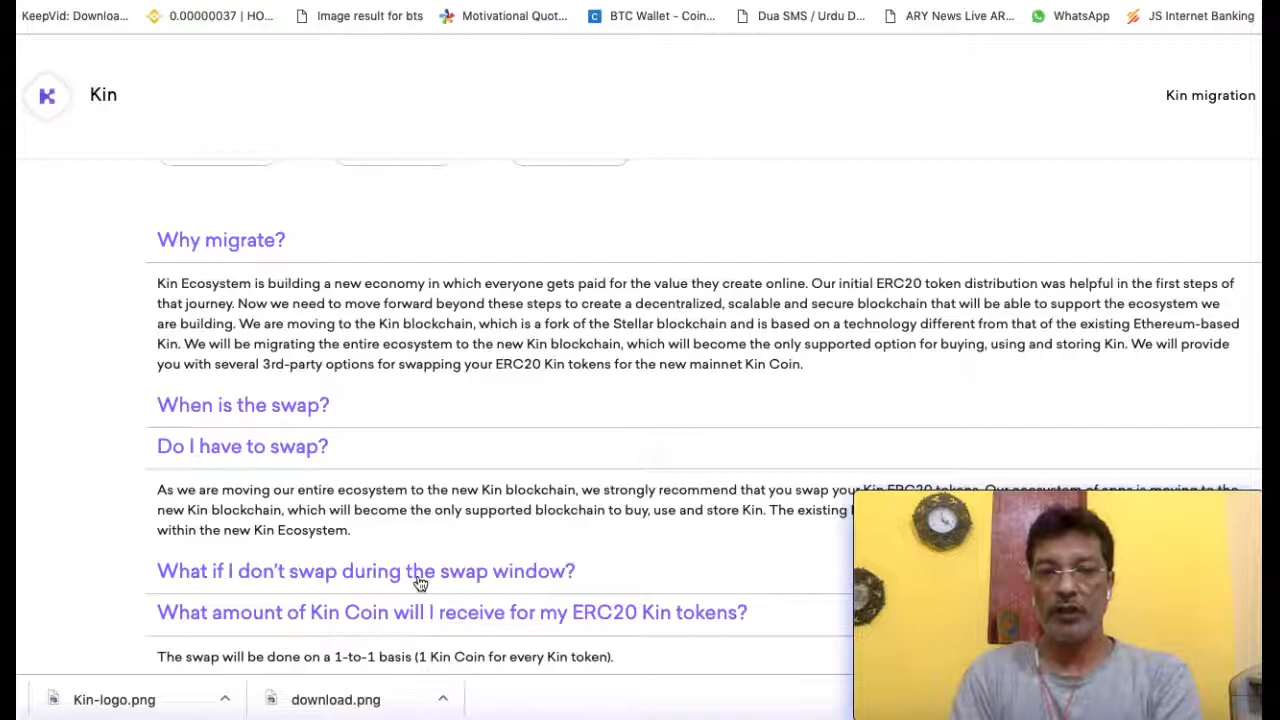 KeepVid: Downloa... 0.00000037 | HO... Image result for bts Motivational Quot... BTC Wallet - Coin... Dua SMS / Urdu D... ARY News Live AR... WhatsApp JS Internet Banking
Kin
Kin migration
Why migrate?
Kin Ecosystem is building a new economy in which everyone gets paid for the value they create online. Our initial ERC20 token distribution was helpful in the first steps of
that journey. Now we need to move forward beyond these steps to create a decentralized, scalable and secure blockchain that will be able to support the ecosystem we
are building. We are moving to the Kin blockchain, which is a fork of the Stellar blockchain and is based on a technology different from that of the existing Ethereum-based
Kin. We will be migrating the entire ecosystem to the new Kin blockchain, which will become the only supported option for buying, using and storing Kin. We will provide
you with several 3rd-party options for swapping your ERC20 Kin tokens for the new mainnet Kin Coin.
When is the swap?
Do I have to swap?
As we are moving our entire ecosystem to the new Kin blockchain, we strongly recommend that you swap your Kin ERC20 tokens. Our ecosystem of apps is moving to the
new Kin blockchain, which will become the only supported blockchain to buy, use and store Kin. The existing
within the new Kin Ecosystem.
What if I don't swap during the swap window?
What amount of Kin Coin will I receive for my ERC20 Kin tokens?
The swap will be done on a 1-to-1 basis (1 Kin Coin for every Kin token).
Kin-logo.png download.png